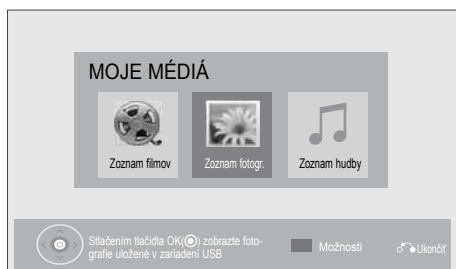 MOJE MÉDIÁ
Zoznam filmov
Zoznam fotogr.
Zoznam hudby
Stlačením tlačidla OK(◉) zobrazte foto-
grafie uložené v zariadení USB
Možnosti
Ukončiť